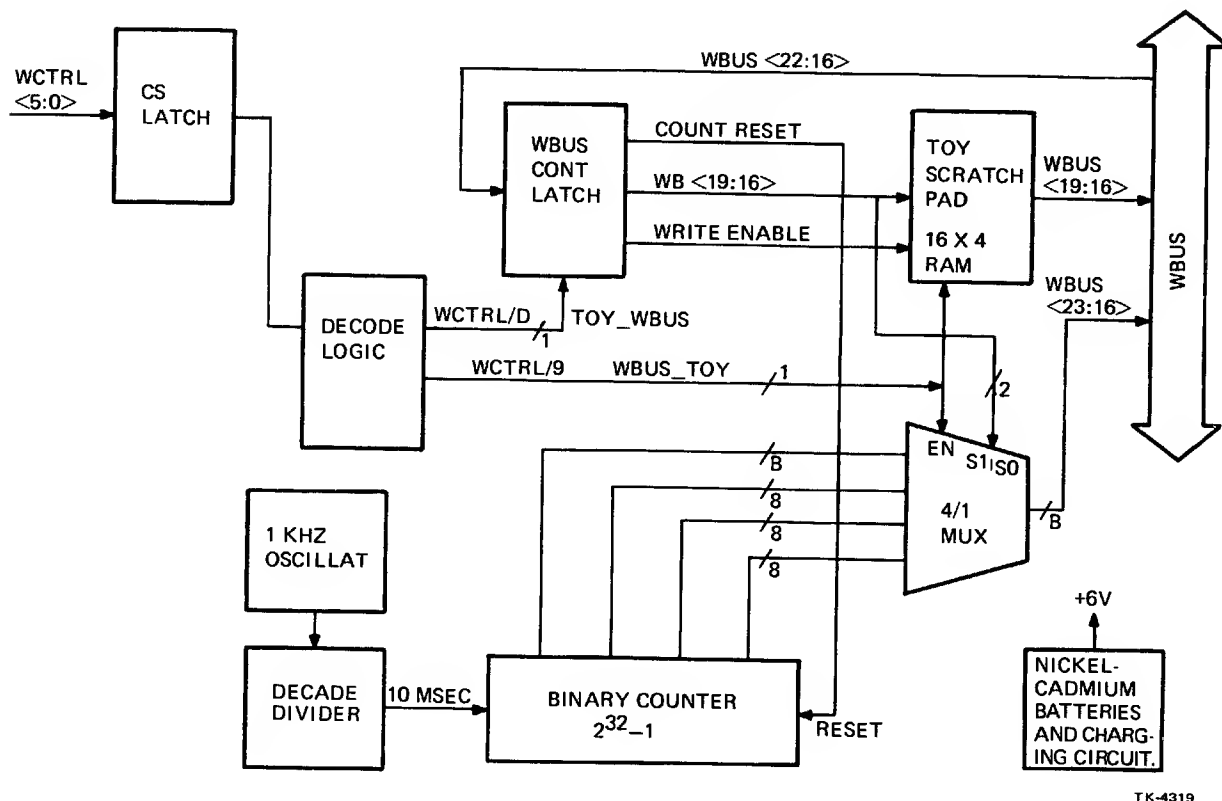 WCTRL
<5:0>
CS
LATCH
WBUS <22:16>
WBUS
CONT
LATCH
COUNT RESET
WB <19:16>
WRITE ENABLE
TOY
SCRATCH
PAD
16 X 4
RAM
WBUS
<19:16>
WBUS
<23:16>
WBUS
DECODE
LOGIC
WCTRL/D
1
TOY_WBUS
WCTRL/9
WBUS_TOY
1
2
EN
S1
S0
4/1
MUX
B
8
8
8
B
1 KHZ
OSCILLAT
DECADE
DIVIDER
10 MSEC
BINARY COUNTER
2³²–1
RESET
+6V
NICKEL-
CADMIUM
BATTERIES
AND CHARG-
ING CIRCUIT.
TK-4319